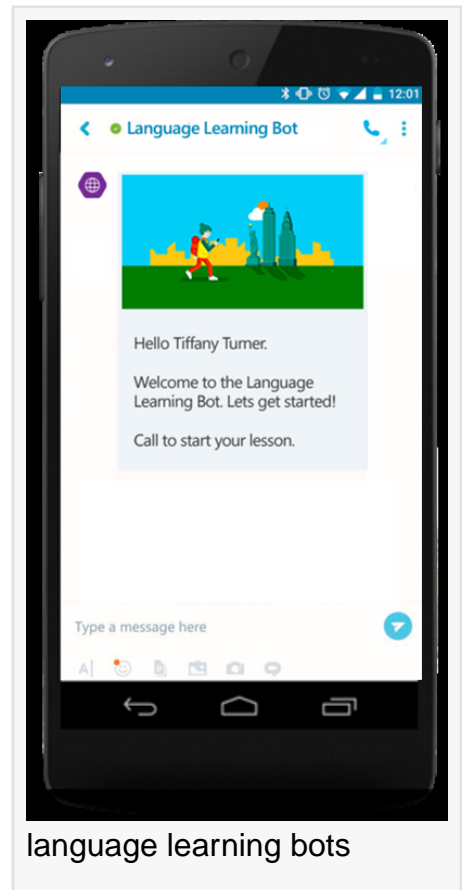 12:01
Language Learning Bot
Hello Tiffany Turner.
Welcome to the Language
Learning Bot. Lets get started!
Call to start your lesson.
Type a message here
A|
language learning bots